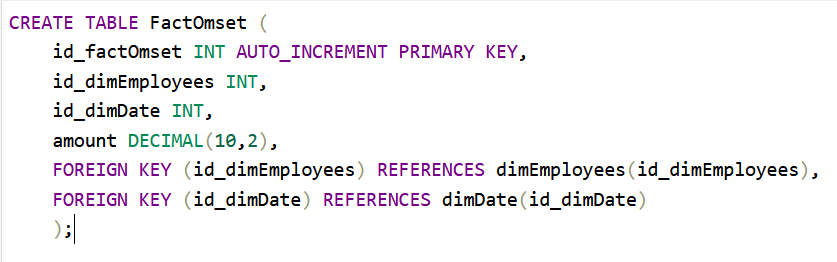 CREATE TABLE FactOmset (
    id_factOmset INT AUTO_INCREMENT PRIMARY KEY,
    id_dimEmployees INT,
    id_dimDate INT,
    amount DECIMAL(10,2),
    FOREIGN KEY (id_dimEmployees) REFERENCES dimEmployees(id_dimEmployees),
    FOREIGN KEY (id_dimDate) REFERENCES dimDate(id_dimDate)
    );